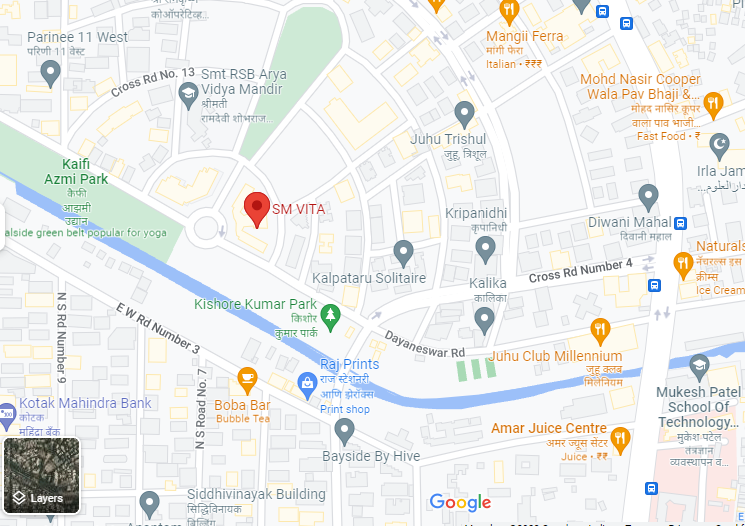 श्री रामकृष्ण
कोऑपरेटिव्ह...
Parinee 11 West
परिणी 11 वेस्ट
Cross Rd No. 13
Smt RSB Arya
Vidya Mandir
श्रीमती
रामदेवी शोभराज...
Mangii Ferra
मांगी फेरा
Italian • ₹₹₹
Mohd Nasir Cooper
Wala Pav Bhaji &...
मोहद नासिर कूपर
वाला पाव भाजी...
Fast Food • ₹
Juhu Trishul
जुहू, त्रिशूल
Irla Jam
دار العلوم...
Kaifi
Azmi Park
कैफी
आझमी
उद्यान
alside green belt popular for yoga
SM VITA
Kripanidhi
कृपानिधी
Diwani Mahal
दिवानी महाल
Naturals
नॅचरल्स इस
क्रीम्स
Ice Cream
Kalpataru Solitaire
Cross Rd Number 4
Kalika
कालिका
Kishore Kumar Park
किशोर
कुमार पार्क
N S Rd Number 9
E W Rd Number 3
Dayaneswar Rd
N S Road No. 7
Raj Prints
राज स्टेशनरी
आणि झेरॉक्स
Print shop
Juhu Club Millennium
जुहू क्लब
मिलेनियम
Boba Bar
Bubble Tea
Kotak Mahindra Bank
कोटक
महिंद्रा बँक
Mukesh Patel
School Of
Technology...
मुकेश पटेल
तंत्रज्ञान
व्यवस्थापन व...
Amar Juice Centre
अमर ज्यूस सेंटर
Juice • ₹₹
Bayside By Hive
Layers
Siddhivinayak Building
सिद्धिविनायक
बिल्डिंग
Google